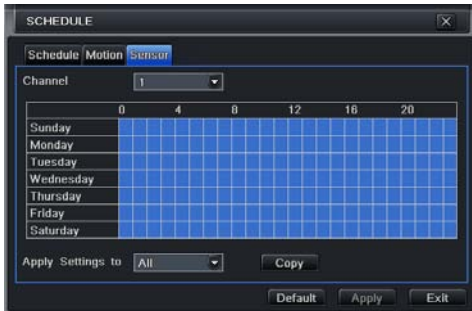 SCHEDULE
Schedule Motion Sensor
Channel 1
0 4 8 12 16 20
Sunday
Monday
Tuesday
Wednesday
Thursday
Friday
Saturday
Apply Settings to All Copy
Default Apply Exit